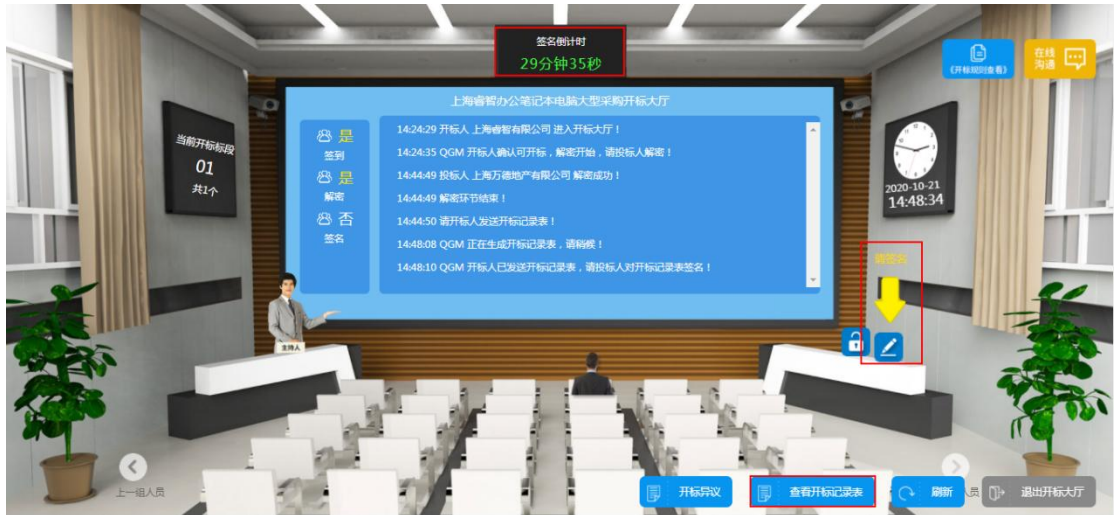 签名倒计时
29分钟35秒
《开标规则查看》
在线
沟通
上海睿智办公笔记本电脑大型采购开标大厅
当前开标标段
01
共1个
是
签到
是
解密
否
签名
14:24:29 开标人 上海睿智有限公司 进入开标大厅！
14:24:35 QGM 开标人确认可开标，解密开始，请投标人解密！
14:44:49 投标人 上海万德地产有限公司 解密成功！
14:44:49 解密环节结束！
14:44:50 请开标人发送开标记录表！
14:48:08 QGM 正在生成开标记录表，请稍候！
14:48:10 QGM 开标人已发送开标记录表，请投标人对开标记录表签名！
2020-10-21
14:48:34
请签名
主持人
上一组人员
开标异议
查看开标记录表
刷新
员
退出开标大厅